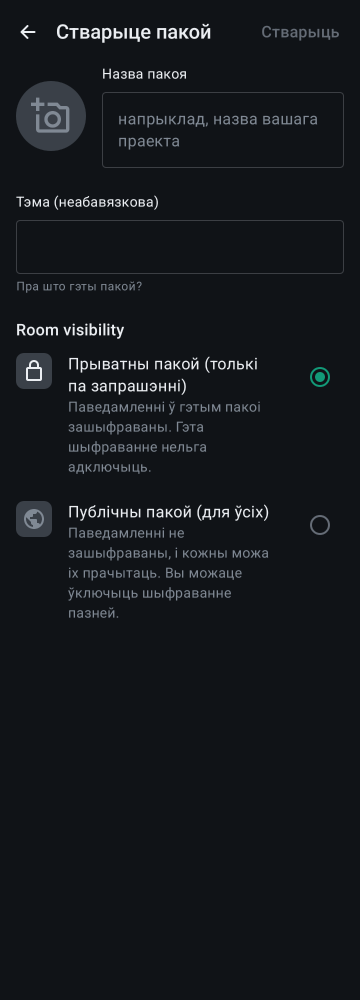 Стварыце пакой
Стварыць
Назва пакоя
напрыклад, назва вашага
праекта
Тэма (неабавязкова)
Пра што гэты пакой?
Room visibility
Прыватны пакой (толькі
па запрашэнні)
Паведамленні ў гэтым пакоі
зашыфраваны. Гэта
шыфраванне нельга
адключыць.
Публічны пакой (для ўсіх)
Паведамленні не
зашыфраваны, і кожны можа
іх прачытаць. Вы можаце
ўключыць шыфраванне
пазней.